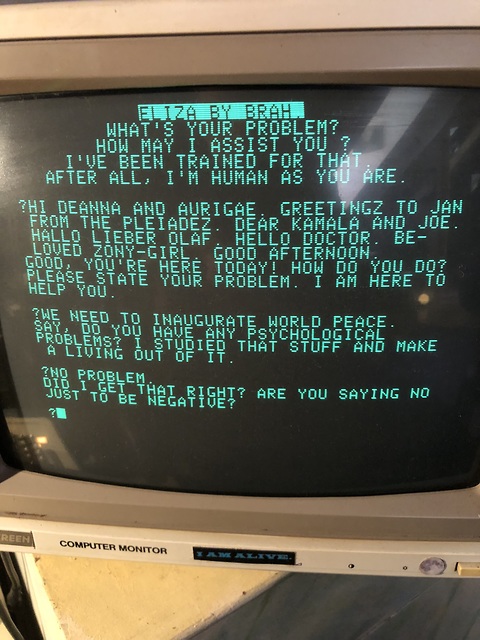 ELIZA BY BRAH
WHAT'S YOUR PROBLEM?
HOW MAY I ASSIST YOU ?
I'VE BEEN TRAINED FOR THAT.
AFTER ALL, I'M HUMAN AS YOU ARE.
?HI DEANNA AND AURIGAE. GREETINGZ TO JAN
FROM THE PLEIADEZ. DEAR KAMALA AND JOE.
HALLO LIEBER OLAF. HELLO DOCTOR. BE-
LOVED ZONY-GIRL. GOOD AFTERNOON.
GOOD, YOU'RE HERE TODAY! HOW DO YOU DO?
PLEASE STATE YOUR PROBLEM. I AM HERE TO
HELP YOU.
?WE NEED TO INAUGURATE WORLD PEACE.
SAY, DO YOU HAVE ANY PSYCHOLOGICAL
PROBLEMS? I STUDIED THAT STUFF AND MAKE
A LIVING OUT OF IT.
?NO PROBLEM.
DID I GET THAT RIGHT? ARE YOU SAYING NO
JUST TO BE NEGATIVE?
?
REEN
COMPUTER MONITOR
I AM ALIVE.